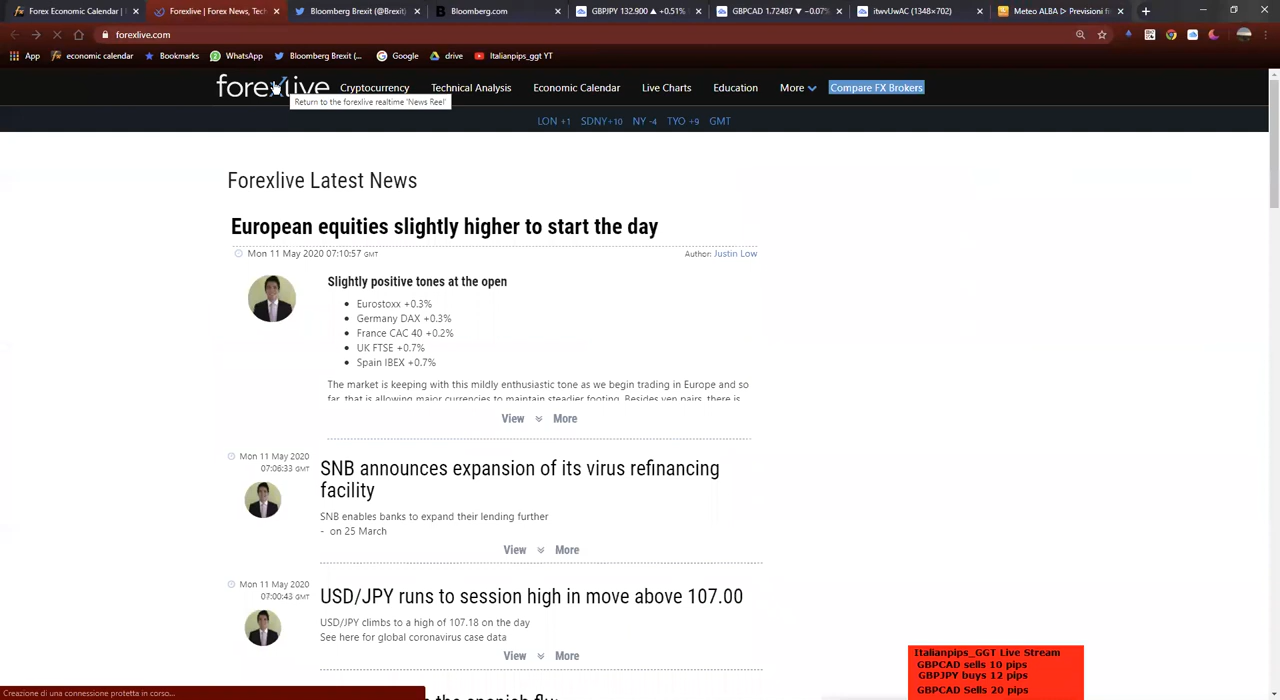 Forex Economic Calendar |
Forexlive | Forex News, Tech
Bloomberg Brexit (@Brexit)
Bloomberg.com
GBPJPY 132.900 ▲ +0.51%
GBPCAD 1.72487 ▼ −0.07%
itwvUwAC (1348×702)
Meteo ALBA ▷ Previsioni
forexlive.com
App
economic calendar
Bookmarks
WhatsApp
Bloomberg Brexit (...
Google
drive
Italianpips_ggt YT
forexlive
Cryptocurrency
Technical Analysis
Economic Calendar
Live Charts
Education
More
Compare FX Brokers
Return to the forexlive realtime 'News Reel'
LON +1 SDNY+10 NY -4 TYO +9 GMT
Forexlive Latest News
European equities slightly higher to start the day
Mon 11 May 2020 07:10:57 GMT
Author: Justin Low
Slightly positive tones at the open
Eurostoxx +0.3%
Germany DAX +0.3%
France CAC 40 +0.2%
UK FTSE +0.7%
Spain IBEX +0.7%
The market is keeping with this mildly enthusiastic tone as we begin trading in Europe and so
far, that is allowing major currencies to maintain steadier footing. Besides yen pairs, there is
View More
Mon 11 May 2020
07:06:33 GMT
SNB announces expansion of its virus refinancing
facility
SNB enables banks to expand their lending further
- on 25 March
View More
Mon 11 May 2020
07:00:43 GMT
USD/JPY runs to session high in move above 107.00
USD/JPY climbs to a high of 107.18 on the day
See here for global coronavirus case data
View More
the spanish flu
Italianpips_GGT Live Stream
GBPCAD sells 10 pips
GBPJPY buys 12 pips
GBPCAD Sells 20 pips
Creazione di una connessione protetta in corso...